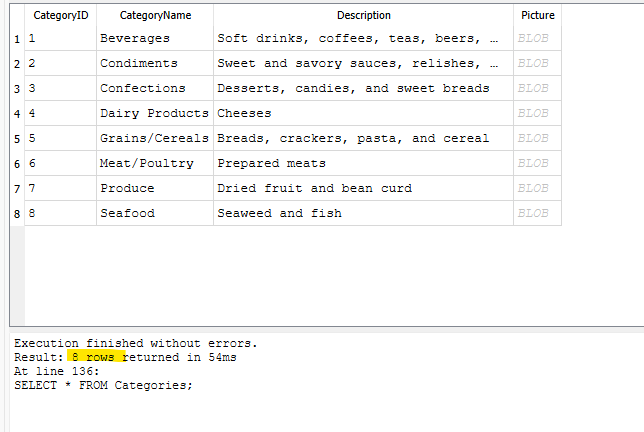 CategoryID CategoryName Description Picture
1 1 Beverages Soft drinks, coffees, teas, beers, … BLOB
2 2 Condiments Sweet and savory sauces, relishes, … BLOB
3 3 Confections Desserts, candies, and sweet breads BLOB
4 4 Dairy Products Cheeses BLOB
5 5 Grains/Cereals Breads, crackers, pasta, and cereal BLOB
6 6 Meat/Poultry Prepared meats BLOB
7 7 Produce Dried fruit and bean curd BLOB
8 8 Seafood Seaweed and fish BLOB
Execution finished without errors.
Result: 8 rows returned in 54ms
At line 136:
SELECT * FROM Categories;